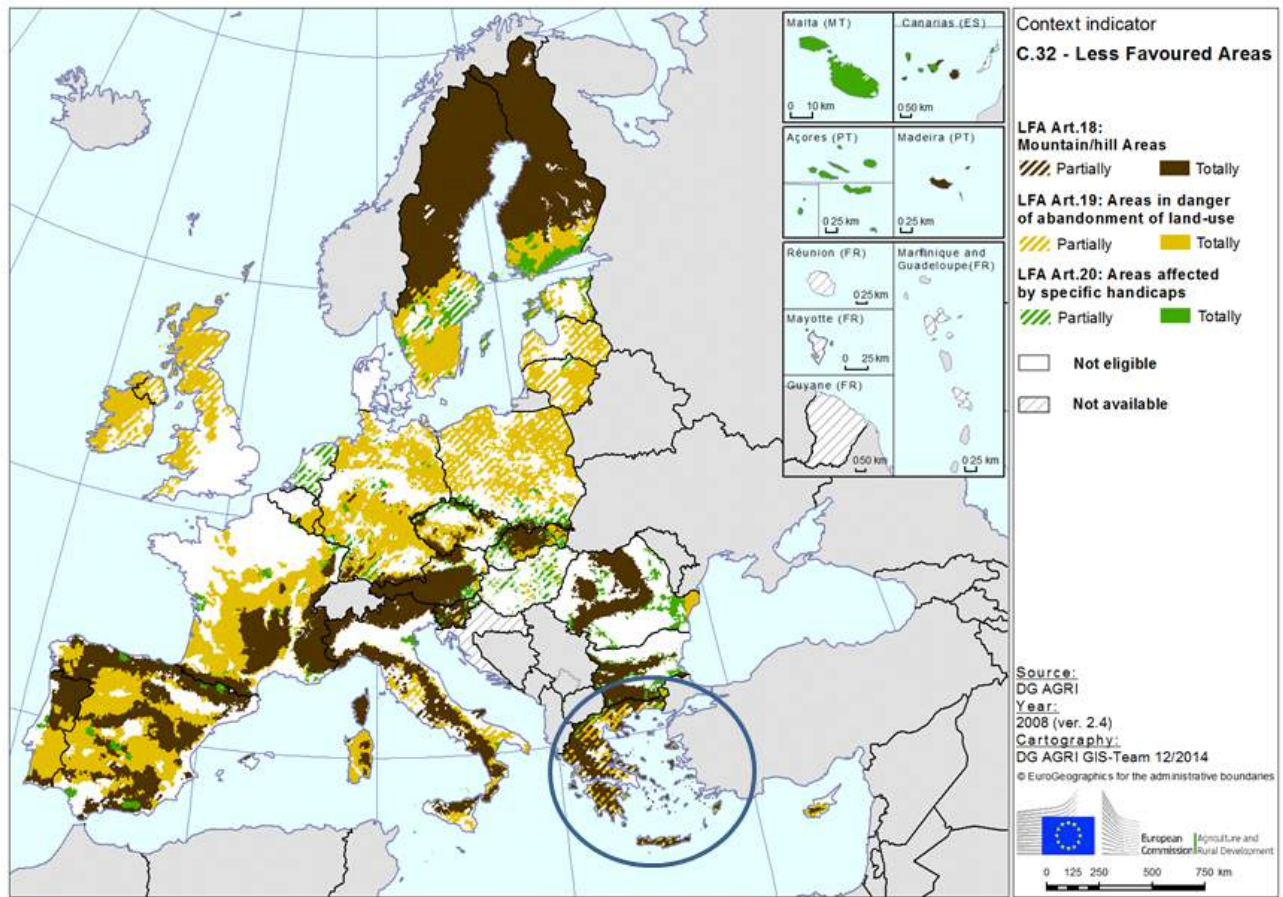 Malta (MT)
0 10 km
Canarias (ES)
0 50 km
Açores (PT)
0 25 km
Madeira (PT)
0 25 km
Réunion (FR)
0 25 km
Martinique and
Guadeloupe(FR)
0 25 km
Mayotte (FR)
0 25 km
Guyane (FR)
0 50 km
Context indicator
C.32 - Less Favoured Areas
LFA Art.18:
Mountain/hill Areas
Partially Totally
LFA Art.19: Areas in danger
of abandonment of land-use
Partially Totally
LFA Art.20: Areas affected
by specific handicaps
Partially Totally
Not eligible
Not available
Source:
DG AGRI
Year:
2008 (ver. 2.4)
Cartography:
DG AGRI GIS-Team 12/2014
© EuroGeographics for the administrative boundaries
European
Commission
Agriculture and
Rural Development
0 125 250 500 750 km